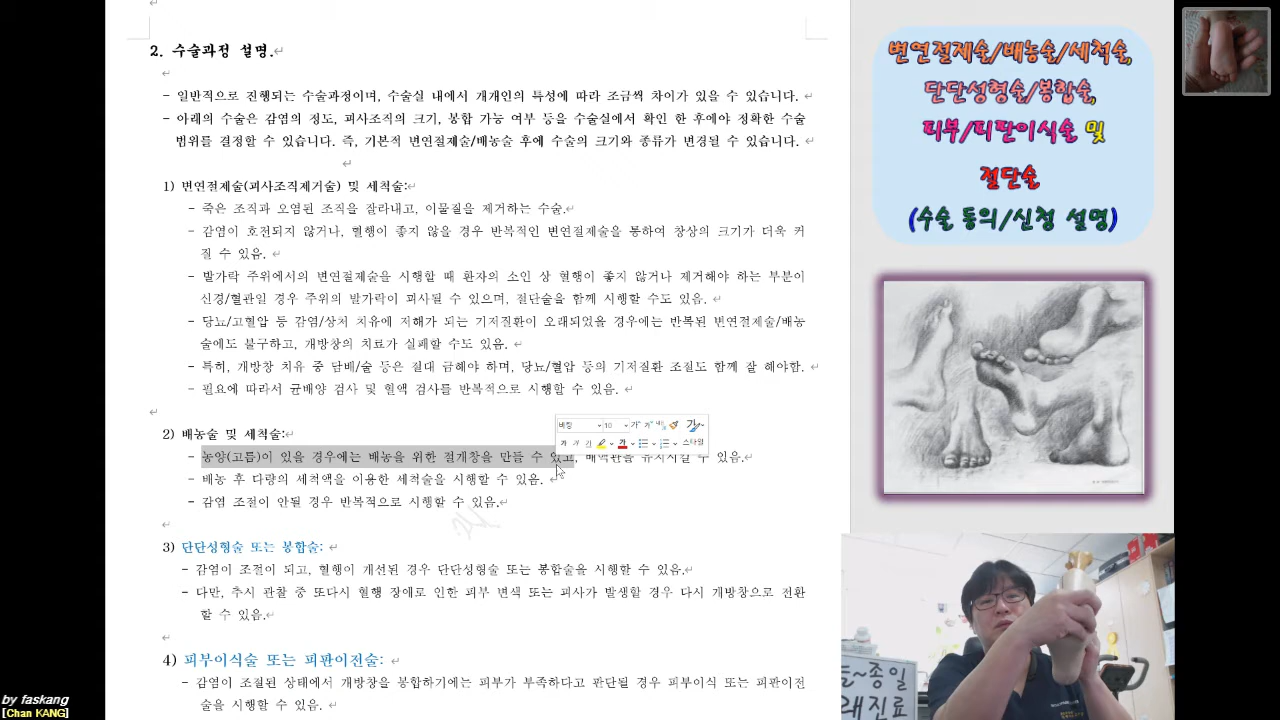 2. 수술과정 설명.
- 일반적으로 진행되는 수술과정이며, 수술실 내에서 개개인의 특성에 따라 조금씩 차이가 있을 수 있습니다.
- 아래의 수술은 감염의 정도, 괴사조직의 크기, 봉합 가능 여부 등을 수술실에서 확인 한 후에야 정확한 수술
범위를 결정할 수 있습니다. 즉, 기본적 변연절제술/배농술 후에 수술의 크기와 종류가 변경될 수 있습니다.
1) 변연절제술(괴사조직제거술) 및 세척술:
- 죽은 조직과 오염된 조직을 잘라내고, 이물질을 제거하는 수술.
- 감염이 호전되지 않거나, 혈행이 좋지 않을 경우 반복적인 변연절제술을 통하여 창상의 크기가 더욱 커
질 수 있음.
- 발가락 주위에서의 변연절제술을 시행할 때 환자의 소인 상 혈행이 좋지 않거나 제거해야 하는 부분이
신경/혈관일 경우 주위의 발가락이 괴사될 수 있으며, 절단술을 함께 시행할 수도 있음.
- 당뇨/고혈압 등 감염/상처 치유에 저해가 되는 기저질환이 오래되었을 경우에는 반복된 변연절제술/배농
술에도 불구하고, 개방창의 치료가 실패할 수도 있음.
- 특히, 개방창 치유 중 담배/술 등은 절대 금해야 하며, 당뇨/혈압 등의 기저질환 조절도 함께 잘 해야함.
- 필요에 따라서 균배양 검사 및 혈액 검사를 반복적으로 시행할 수 있음.
2) 배농술 및 세척술:
- 농양(고름)이 있을 경우에는 배농을 위한 절개창을 만들 수 있고, 배액관을 유지시킬 수 있음.
- 배농 후 다량의 세척액을 이용한 세척술을 시행할 수 있음.
- 감염 조절이 안될 경우 반복적으로 시행할 수 있음.
3) 단단성형술 또는 봉합술:
- 감염이 조절이 되고, 혈행이 개선된 경우 단단성형술 또는 봉합술을 시행할 수 있음.
- 다만, 추시 관찰 중 또다시 혈행 장애로 인한 피부 변색 또는 괴사가 발생할 경우 다시 개방창으로 전환
할 수 있음.
4) 피부이식술 또는 피판이전술:
- 감염이 조절된 상태에서 개방창을 봉합하기에는 피부가 부족하다고 판단될 경우 피부이식 또는 피판이전
술을 시행할 수 있음.
바탕 10
스타일
변연절제술/배농술/세척술,
단단성형술/봉합술,
피부/피판이식술 및
절단술
(수술 동의/신청 설명)
by faskang
[Chan KANG]